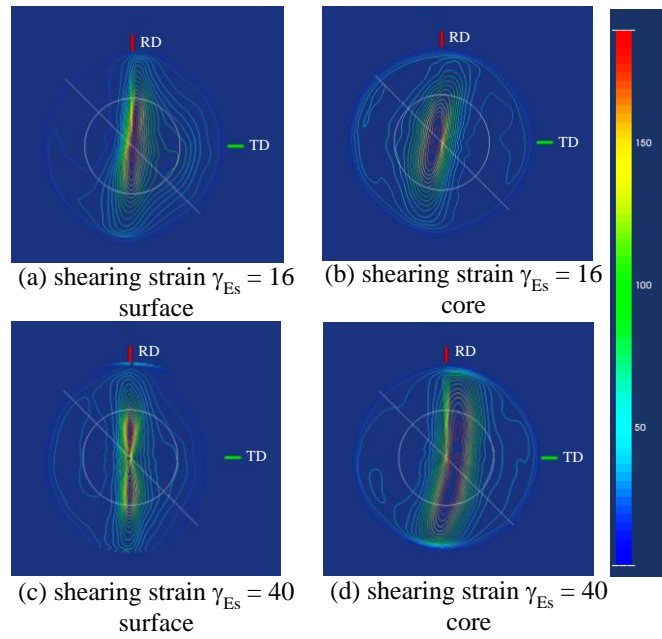 RD
TD
(a) shearing strain γEs = 16
surface
RD
TD
(b) shearing strain γEs = 16
core
RD
TD
(c) shearing strain γEs = 40
surface
RD
TD
(d) shearing strain γEs = 40
core
150
100
50